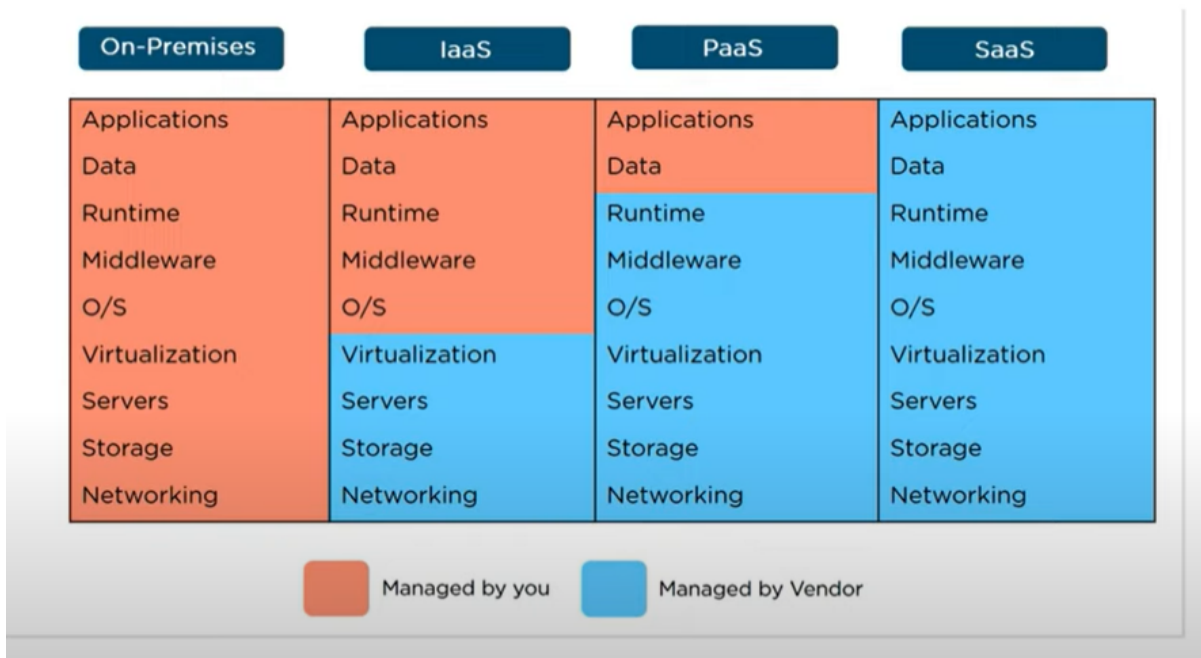 On-Premises IaaS PaaS SaaS
Applications Applications Applications Applications
Data Data Data Data
Runtime Runtime Runtime Runtime
Middleware Middleware Middleware Middleware
O/S O/S O/S O/S
Virtualization Virtualization Virtualization Virtualization
Servers Servers Servers Servers
Storage Storage Storage Storage
Networking Networking Networking Networking
Managed by you Managed by Vendor